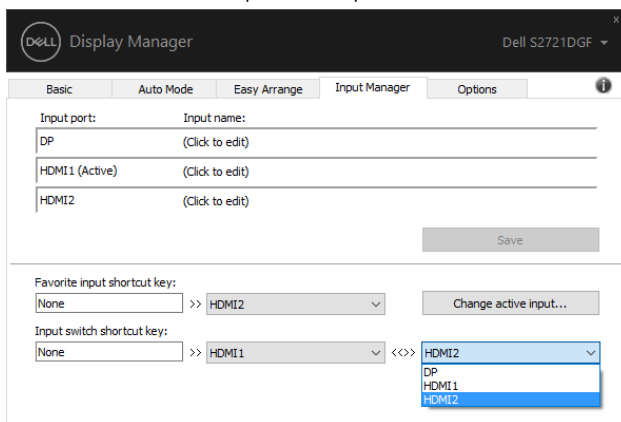 DELL Display Manager Dell S2721DGF
x
Basic Auto Mode Easy Arrange Input Manager Options i
Input port: Input name:
DP (Click to edit)
HDMI1 (Active) (Click to edit)
HDMI2 (Click to edit)
Save
Favorite input shortcut key:
None >> HDMI2 Change active input...
Input switch shortcut key:
None >> HDMI1 <<>> HDMI2
DP
HDMI1
HDMI2